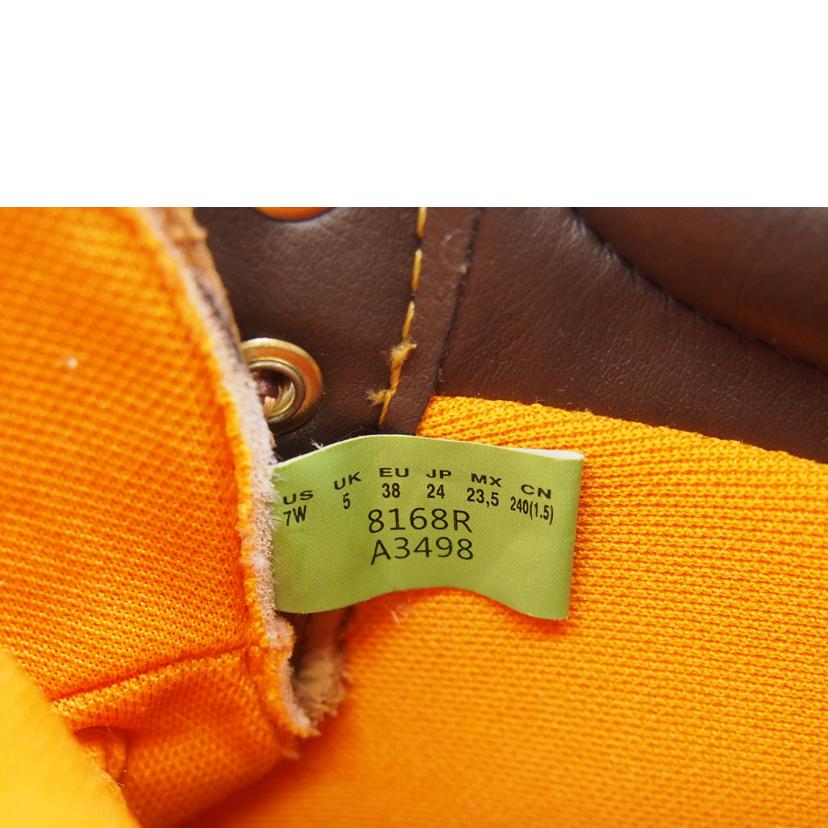 US UK EU JP MX CN
7W 5 38 24 23,5 240(1.5)
8168R
A3498